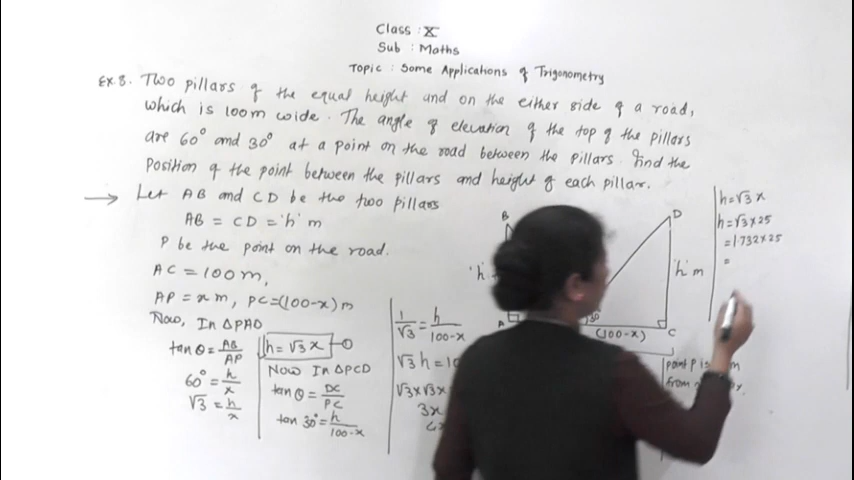 Class : X
Sub : Maths
Topic : Some Applications of Trigonometry
Ex 8. Two pillars of the equal height and on the either side of a road,
which is 100m wide. The angle of elevation of the top of the pillars
are 60° and 30° at a point on the road between the pillars. Find the
Position of the point between the pillars and height of each pillar.
→ Let AB and CD be the two pillars
AB = CD = 'h' m
P be the point on the road.
AC = 100m,
AP = x m, PC = (100-x) m
Now, In ΔPAB
tan θ = AB/AP
60° = h/x
√3 = h/x
h = √3 x
Now In ΔPCD
tan θ = DC/PC
tan 30° = h/100-x
1/√3 = h/100-x
√3 h = 10
√3 x √3 x
3x
B
'h'
A
30°
(100-x)
C
D
'h' m
point P is m
from
h = √3 x
h = √3 x 25
= 1.732 x 25
=